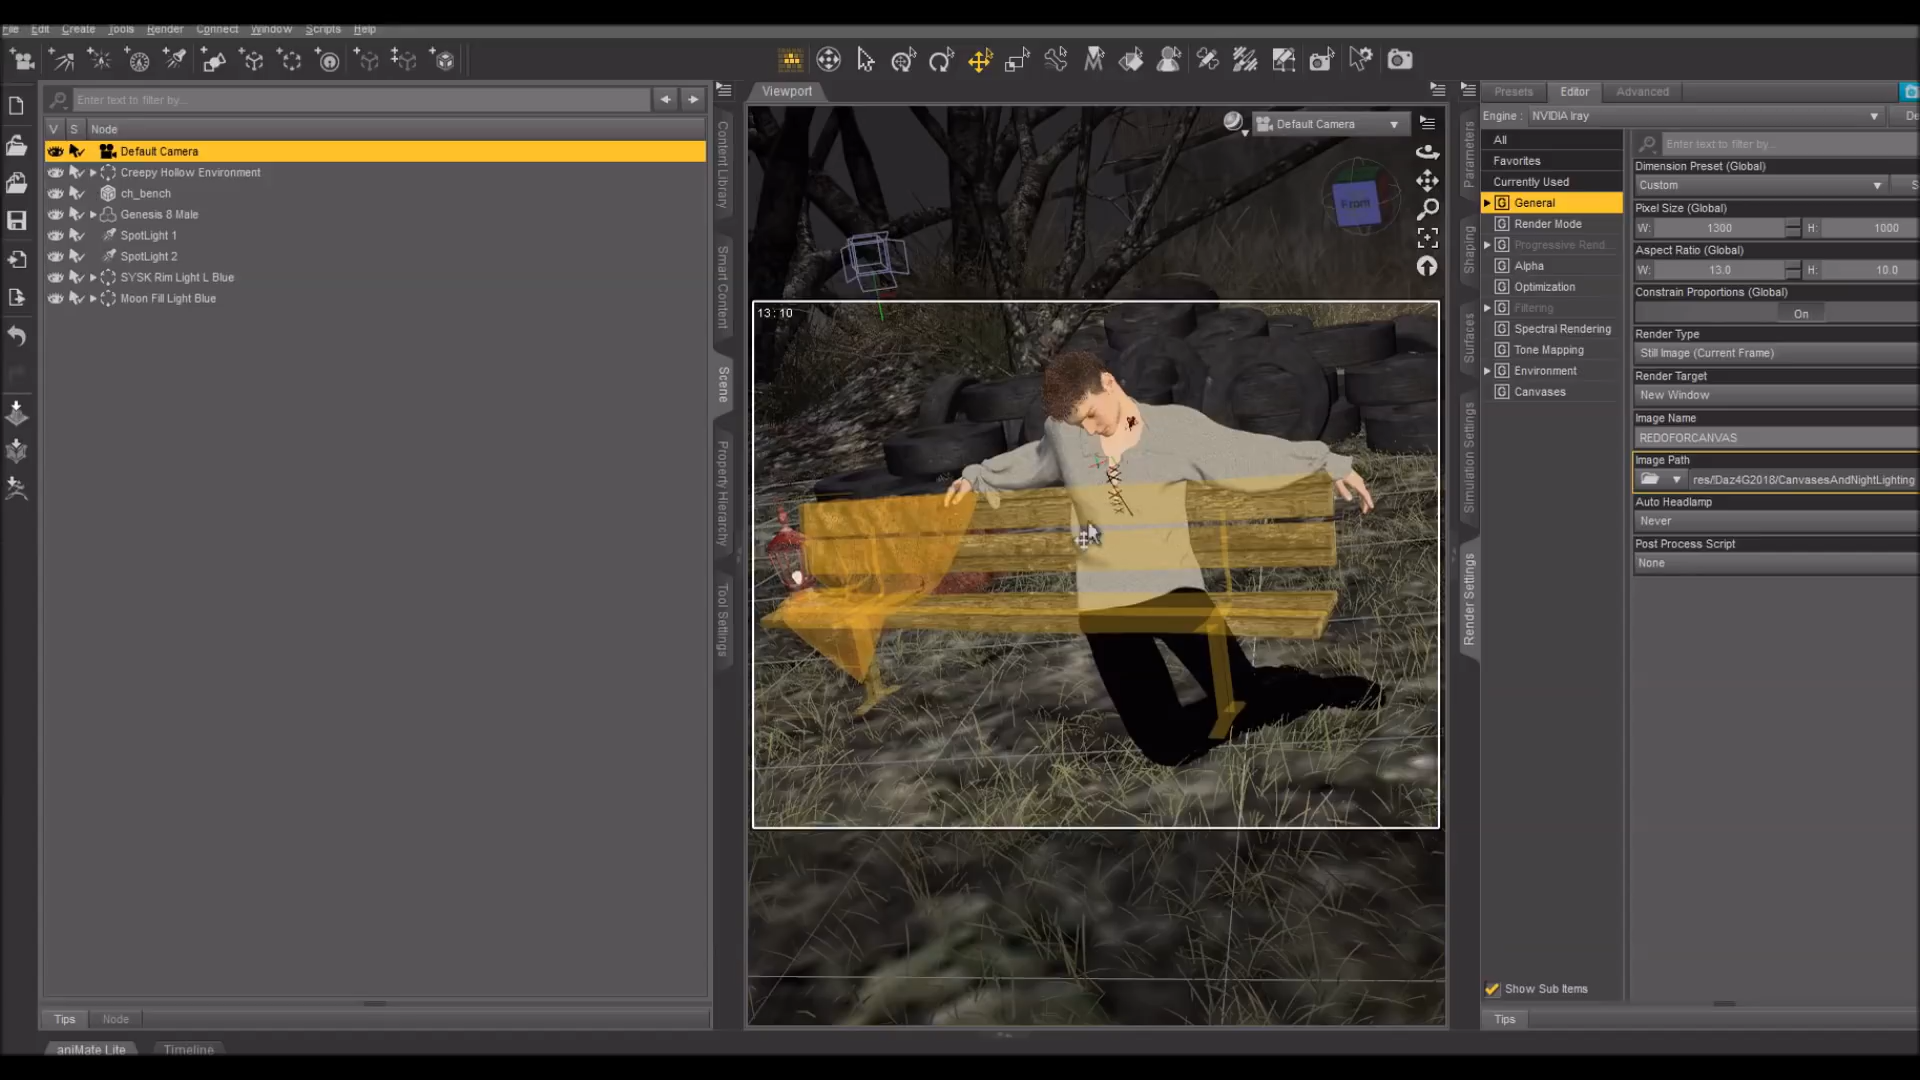 File Edit Create Tools Render Connect Window Scripts Help
Viewport
Presets Editor Advanced
Enter text to filter by...
Engine : NVIDIA Iray
V S Node
Default Camera
Creepy Hollow Environment
ch_bench
Genesis 8 Male
SpotLight 1
SpotLight 2
SYSK Rim Light L Blue
Moon Fill Light Blue
Content Library
Smart Content
Scene
Property Hierarchy
Tool Settings
Default Camera
From
13 : 10
Parameters
Shaping
Surfaces
Simulation Settings
Render Settings
All
Favorites
Currently Used
General
Render Mode
Progressive Rend...
Alpha
Optimization
Filtering
Spectral Rendering
Tone Mapping
Environment
Canvases
Enter text to filter by...
Dimension Preset (Global)
Custom
Pixel Size (Global)
W: 1300 H: 1000
Aspect Ratio (Global)
W: 13.0 H: 10.0
Constrain Proportions (Global)
On
Render Type
Still Image (Current Frame)
Render Target
New Window
Image Name
REDOFORCANVAS
Image Path
res/Daz4G2018/CanvasesAndNightLighting
Auto Headlamp
Never
Post Process Script
None
Show Sub Items
Tips Node
Tips
aniMate Lite Timeline